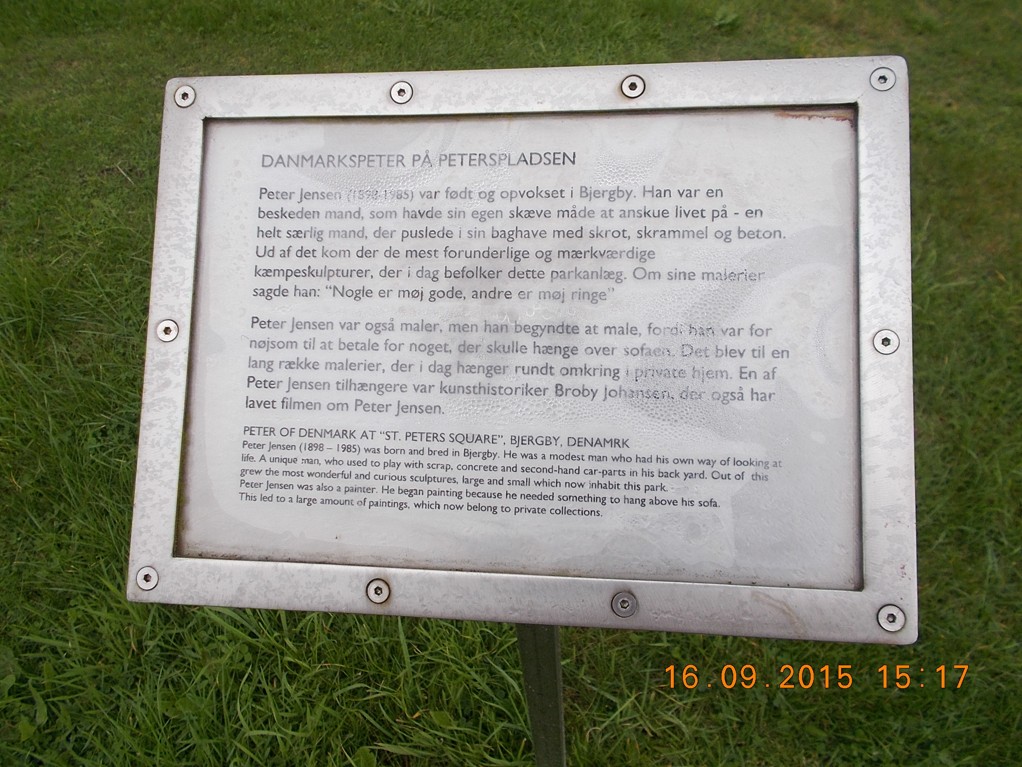 DANMARKSPETER PÅ PETERSPLADSEN
Peter Jensen (1898-1985) var født og opvokset i Bjergby. Han var en
beskeden mand, som havde sin egen skæve måde at anskue livet på - en
helt særlig mand, der puslede i sin baghave med skrot, skrammel og beton.
Ud af det kom der de mest forunderlige og mærkværdige
kæmpeskulpturer, der i dag befolker dette parkanlæg. Om sine malerier
sagde han: "Nogle er møj gode, andre er møj ringe"
Peter Jensen var også maler, men han begyndte at male, fordi han var for
nøjsom til at betale for noget, der skulle hænge over sofaen. Det blev til en
lang række malerier, der i dag hænger rundt omkring i private hjem. En af
Peter Jensen tilhængere var kunsthistoriker Broby Johansen, der også har
lavet filmen om Peter Jensen.
PETER OF DENMARK AT "ST. PETERS SQUARE", BJERGBY, DENAMRK
Peter Jensen (1898 – 1985) was born and bred in Bjergby. He was a modest man who had his own way of looking at
life. A unique man, who used to play with scrap, concrete and second-hand car-parts in his back yard. Out of this
grew the most wonderful and curious sculptures, large and small which now inhabit this park.
Peter Jensen was also a painter. He began painting because he needed something to hang above his sofa.
This led to a large amount of paintings, which now belong to private collections.
16.09.2015 15:17